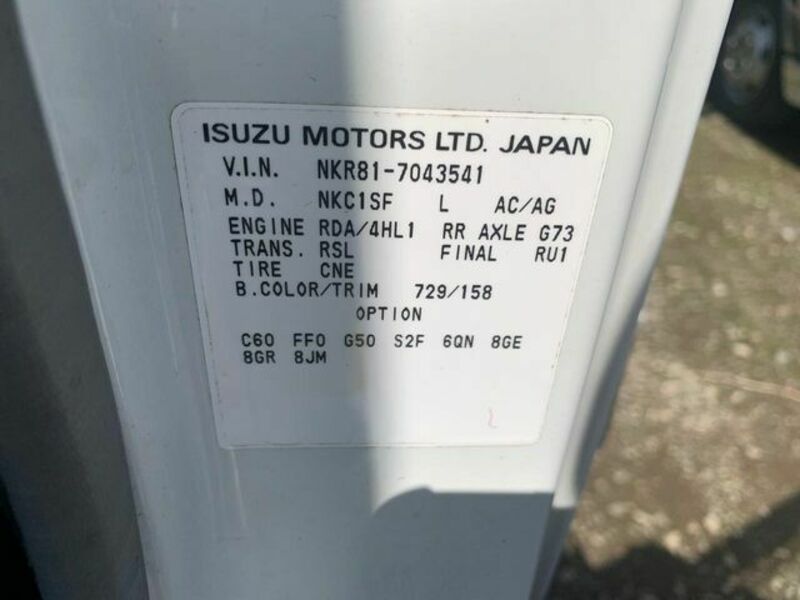 ISUZU MOTORS LTD. JAPAN
V.I.N. NKR81-7043541
M.D. NKC1SF L AC/AG
ENGINE RDA/4HL1 RR AXLE G73
TRANS. RSL FINAL RU1
TIRE CNE
B.COLOR/TRIM 729/158
OPTION
C60 FF0 G50 S2F 6QN 8GE
8GR 8JM